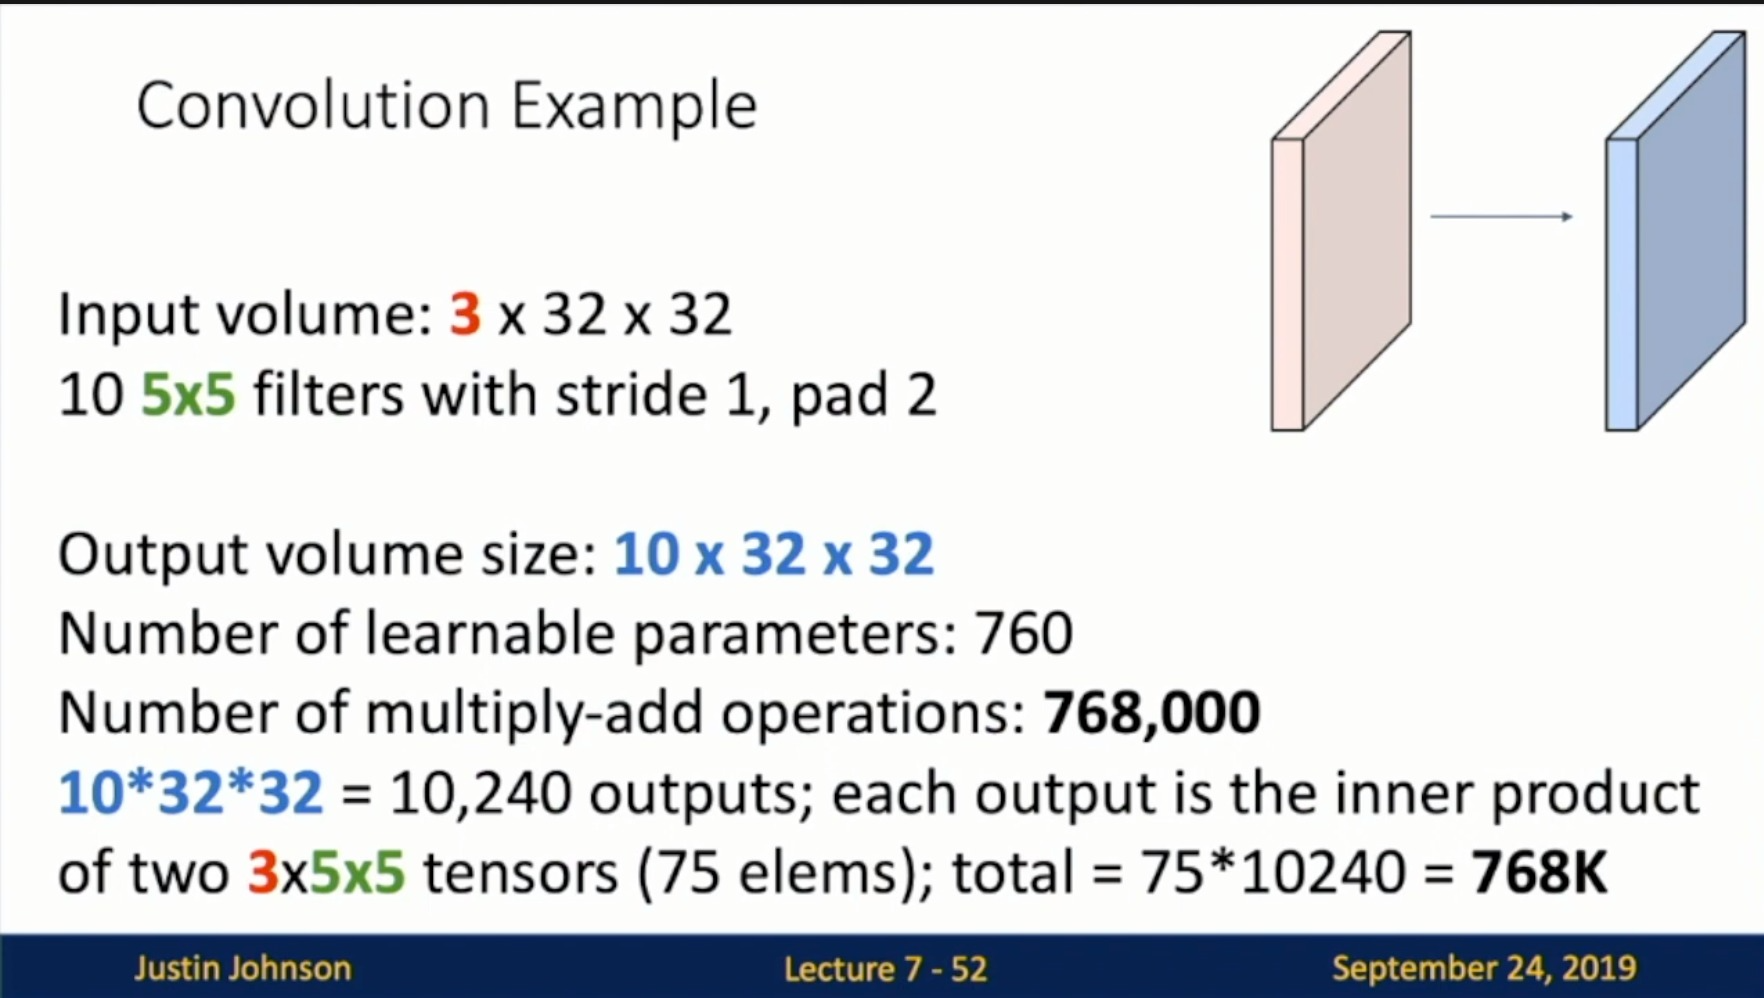 Convolution Example
Input volume: 3 x 32 x 32
10 5x5 filters with stride 1, pad 2
Output volume size: 10 x 32 x 32
Number of learnable parameters: 760
Number of multiply-add operations: 768,000
10*32*32 = 10,240 outputs; each output is the inner product
of two 3x5x5 tensors (75 elems); total = 75*10240 = 768K
Justin Johnson
Lecture 7 - 52
September 24, 2019